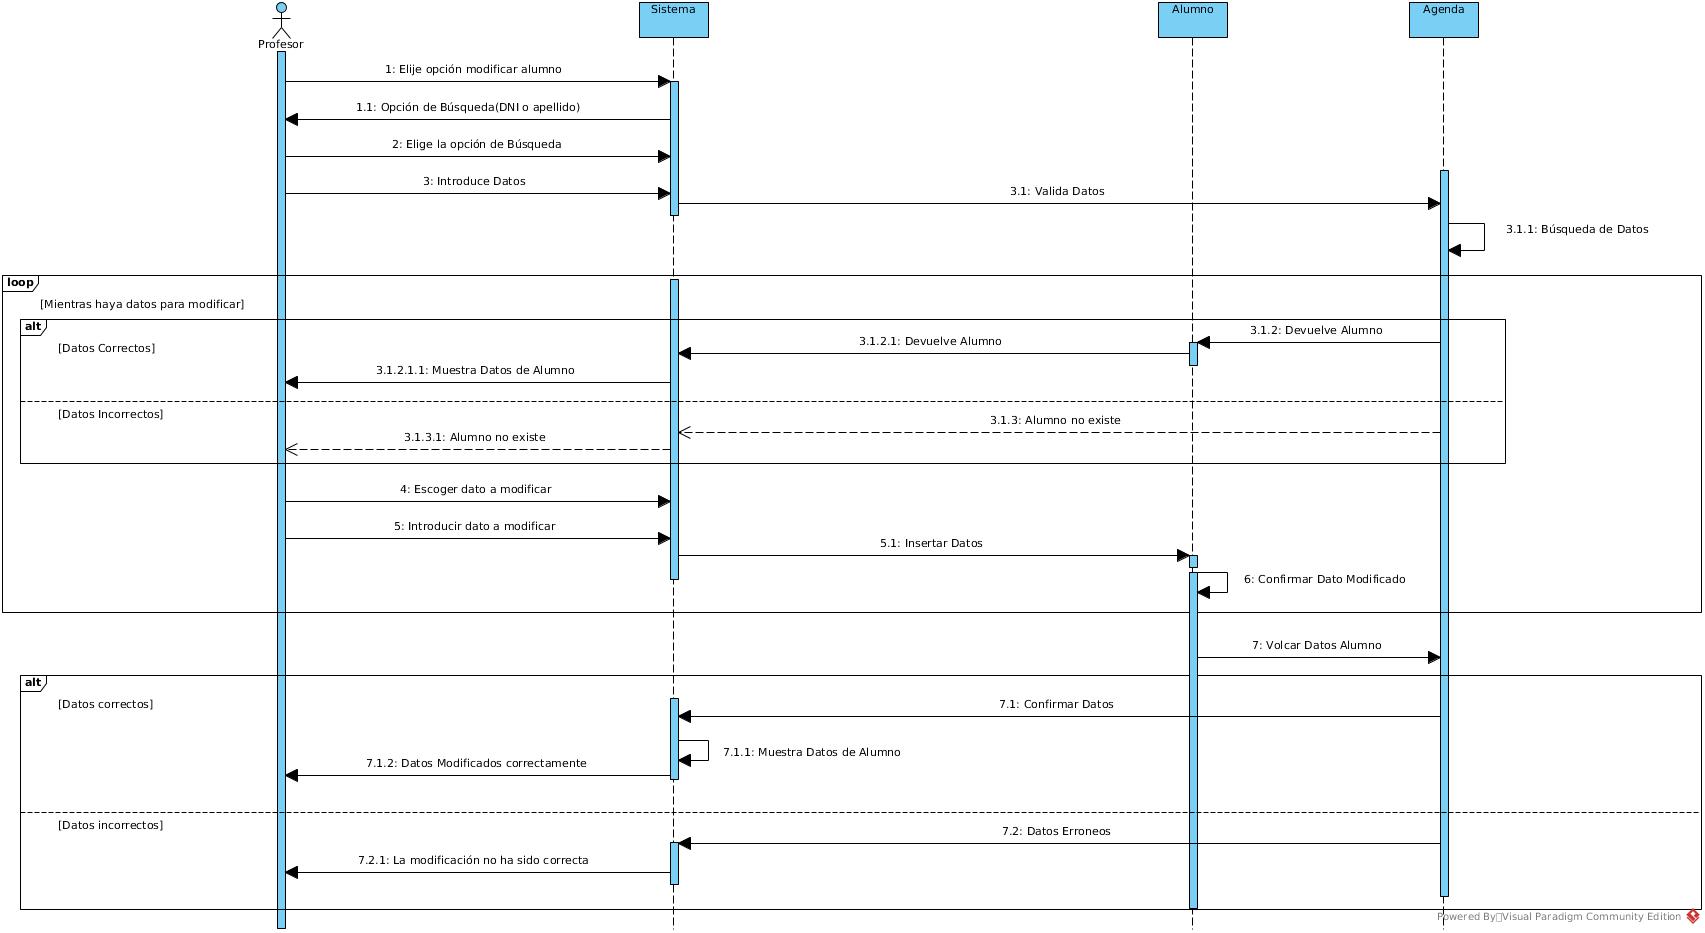 Profesor
Sistema
Alumno
Agenda
1: Elije opción modificar alumno
1.1: Opción de Búsqueda(DNI o apellido)
2: Elige la opción de Búsqueda
3: Introduce Datos
3.1: Valida Datos
3.1.1: Búsqueda de Datos
loop
[Mientras haya datos para modificar]
alt
[Datos Correctos]
3.1.2: Devuelve Alumno
3.1.2.1: Devuelve Alumno
3.1.2.1.1: Muestra Datos de Alumno
[Datos Incorrectos]
3.1.3: Alumno no existe
3.1.3.1: Alumno no existe
4: Escoger dato a modificar
5: Introducir dato a modificar
5.1: Insertar Datos
6: Confirmar Dato Modificado
7: Volcar Datos Alumno
alt
[Datos correctos]
7.1: Confirmar Datos
7.1.1: Muestra Datos de Alumno
7.1.2: Datos Modificados correctamente
[Datos incorrectos]
7.2: Datos Erroneos
7.2.1: La modificación no ha sido correcta
Powered By Visual Paradigm Community Edition